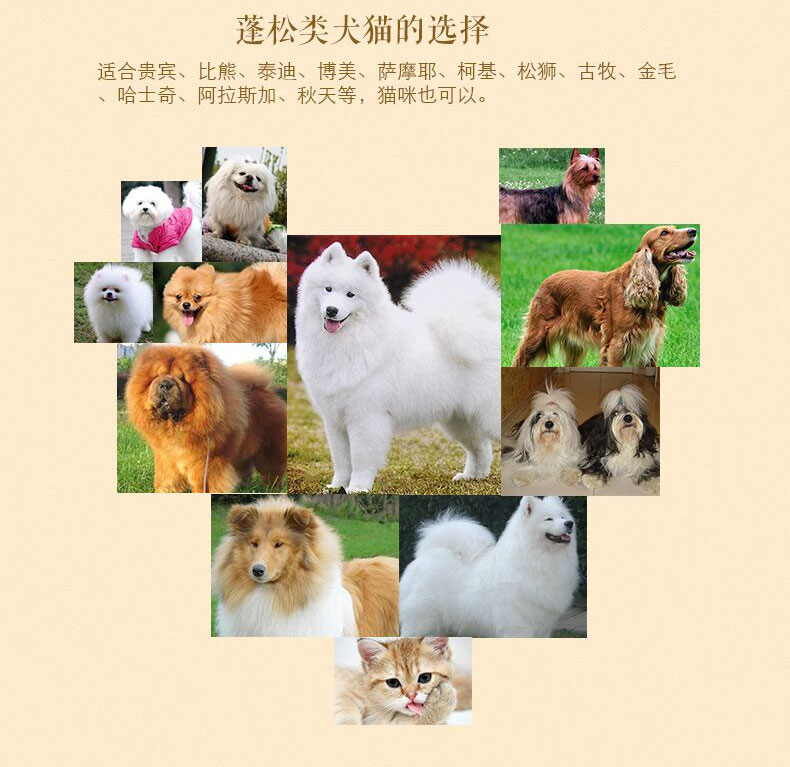 蓬松类犬猫的选择
适合贵宾、比熊、泰迪、博美、萨摩耶、柯基、松狮、古牧、金毛
、哈士奇、阿拉斯加、秋天等，猫咪也可以。